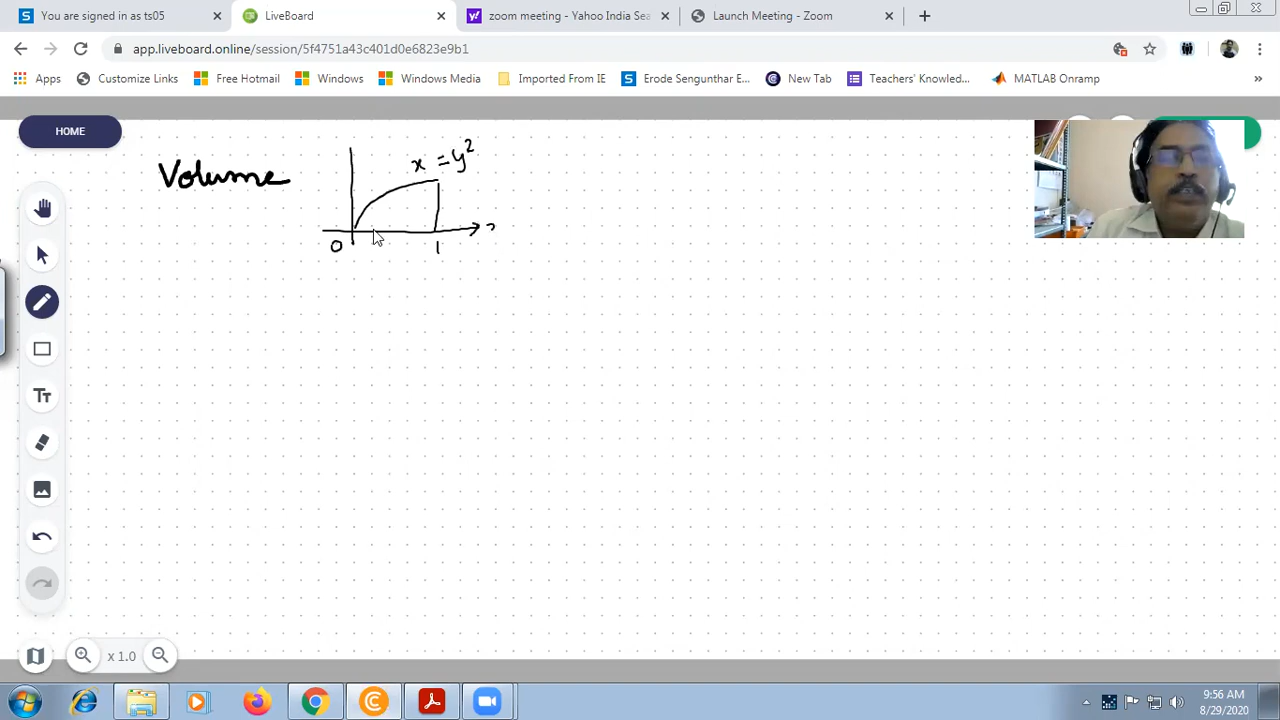 You are signed in as ts05
LiveBoard
zoom meeting - Yahoo India Sea
Launch Meeting - Zoom
app.liveboard.online/session/5f4751a43c401d0e6823e9b1
Apps
Customize Links
Free Hotmail
Windows
Windows Media
Imported From IE
Erode Sengunthar E...
New Tab
Teachers' Knowled...
MATLAB Onramp
»
HOME
Volume
x = y²
0
1
Tт
x 1.0
9:56 AM
8/29/2020